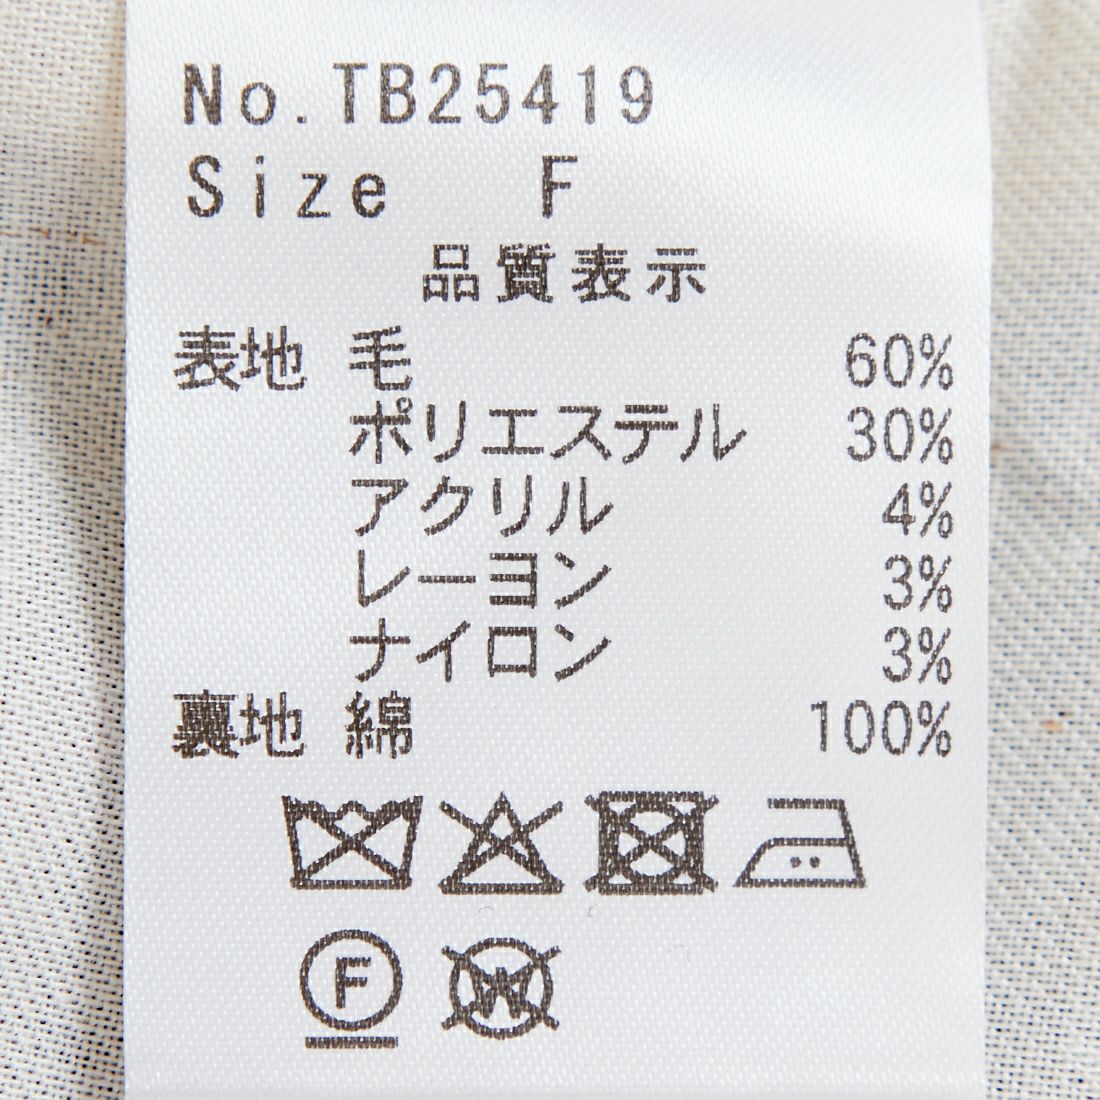 No.TB25419
Size F
品質表示
表地 毛 60%
ポリエステル 30%
アクリル 4%
レーヨン 3%
ナイロン 3%
裏地 綿 100%
F W